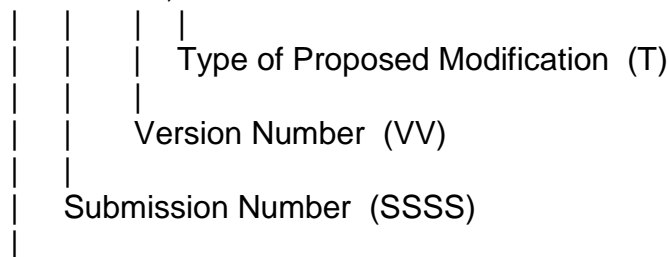 Type of Proposed Modification (T)
Version Number (VV)
Submission Number (SSSS)